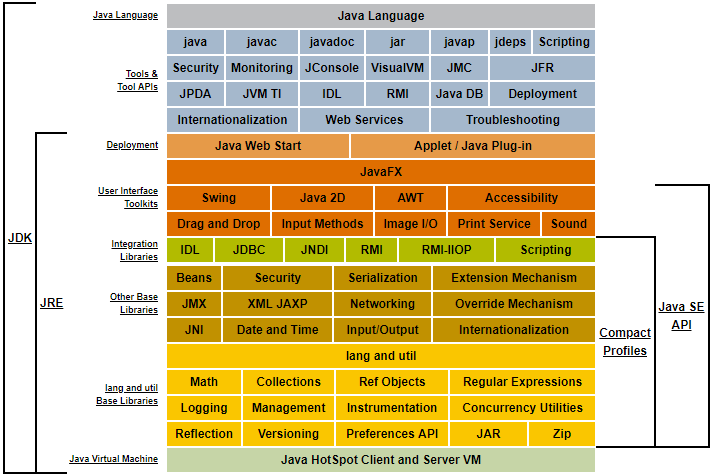 Java Language Java Language
java javac javadoc jar javap jdeps Scripting
Tools & Tool APIs Security Monitoring JConsole VisualVM JMC JFR
JPDA JVM TI IDL RMI Java DB Deployment
Internationalization Web Services Troubleshooting
Deployment Java Web Start Applet / Java Plug-in
JavaFX
User Interface Toolkits Swing Java 2D AWT Accessibility
Drag and Drop Input Methods Image I/O Print Service Sound
JDK
Integration Libraries IDL JDBC JNDI RMI RMI-IIOP Scripting
Beans Security Serialization Extension Mechanism
JRE
Other Base Libraries JMX XML JAXP Networking Override Mechanism
Java SE API
JNI Date and Time Input/Output Internationalization
Compact Profiles
lang and util
lang and util Base Libraries Math Collections Ref Objects Regular Expressions
Logging Management Instrumentation Concurrency Utilities
Reflection Versioning Preferences API JAR Zip
Java Virtual Machine Java HotSpot Client and Server VM